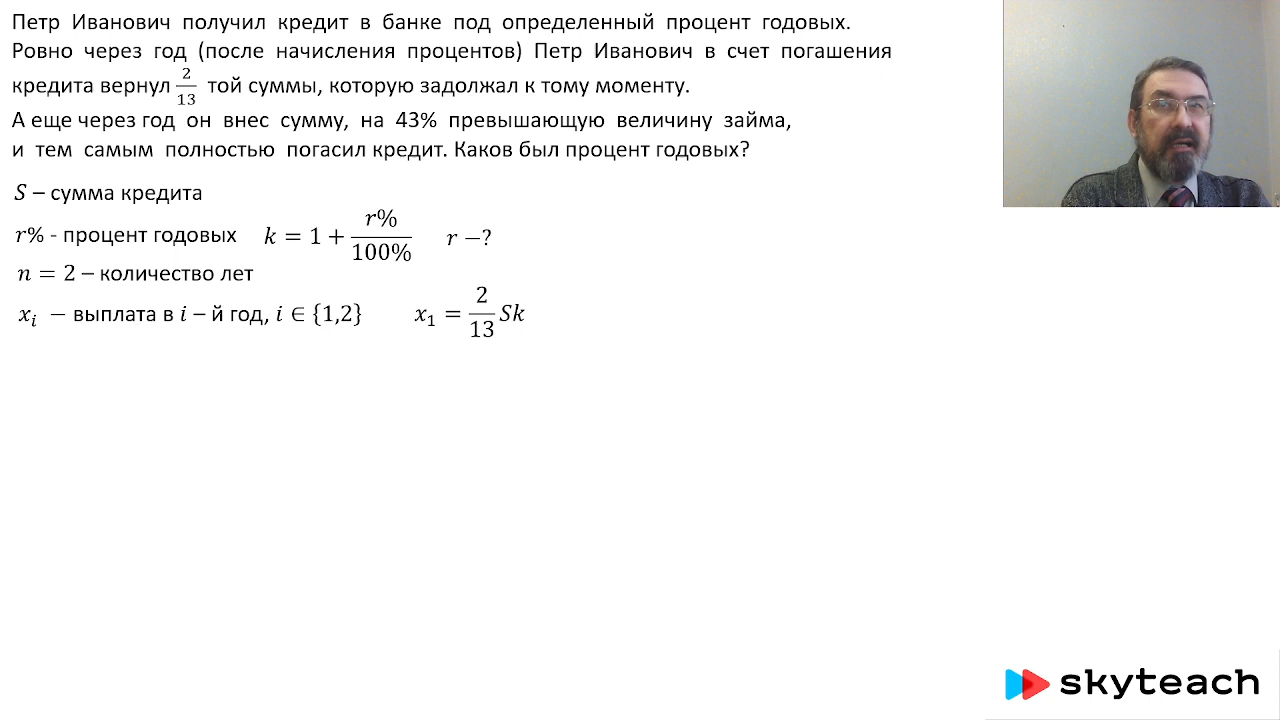 Петр Иванович получил кредит в банке под определенный процент годовых.
Ровно через год (после начисления процентов) Петр Иванович в счет погашения
кредита вернул 2/13 той суммы, которую задолжал к тому моменту.
А еще через год он внес сумму, на 43% превышающую величину займа,
и тем самым полностью погасил кредит. Каков был процент годовых?
S – сумма кредита
r% - процент годовых k = 1 + r%/100% r −?
n = 2 – количество лет
xᵢ − выплата в i – й год, i ∈ {1,2} x₁ = 2/13 Sk
skyteach